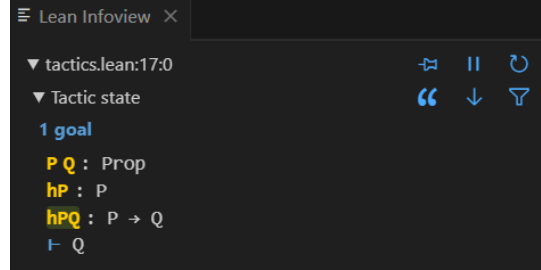 Lean Infoview
tactics.lean:17:0
Tactic state
1 goal
P Q : Prop
hP : P
hPQ : P → Q
⊢ Q